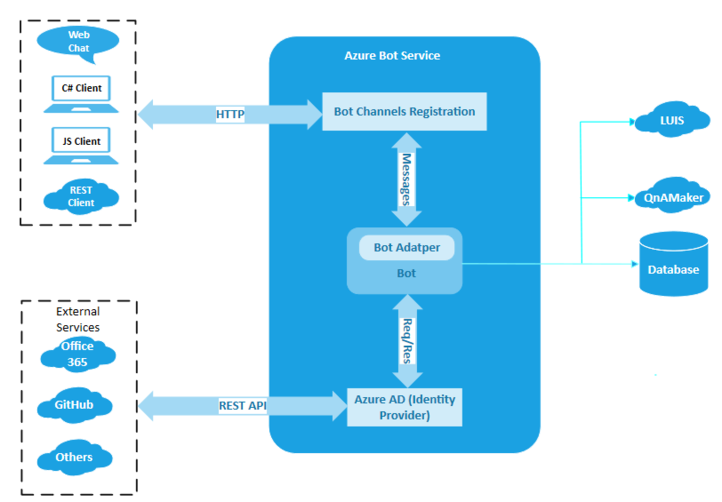 Web
Chat
C# Client
JS Client
REST
Client
HTTP
Azure Bot Service
Bot Channels Registration
Messages
Bot Adatper
Bot
Req/Res
Azure AD (Identity
Provider)
REST API
External
Services
Office
365
GitHub
Others
LUIS
QnAMaker
Database